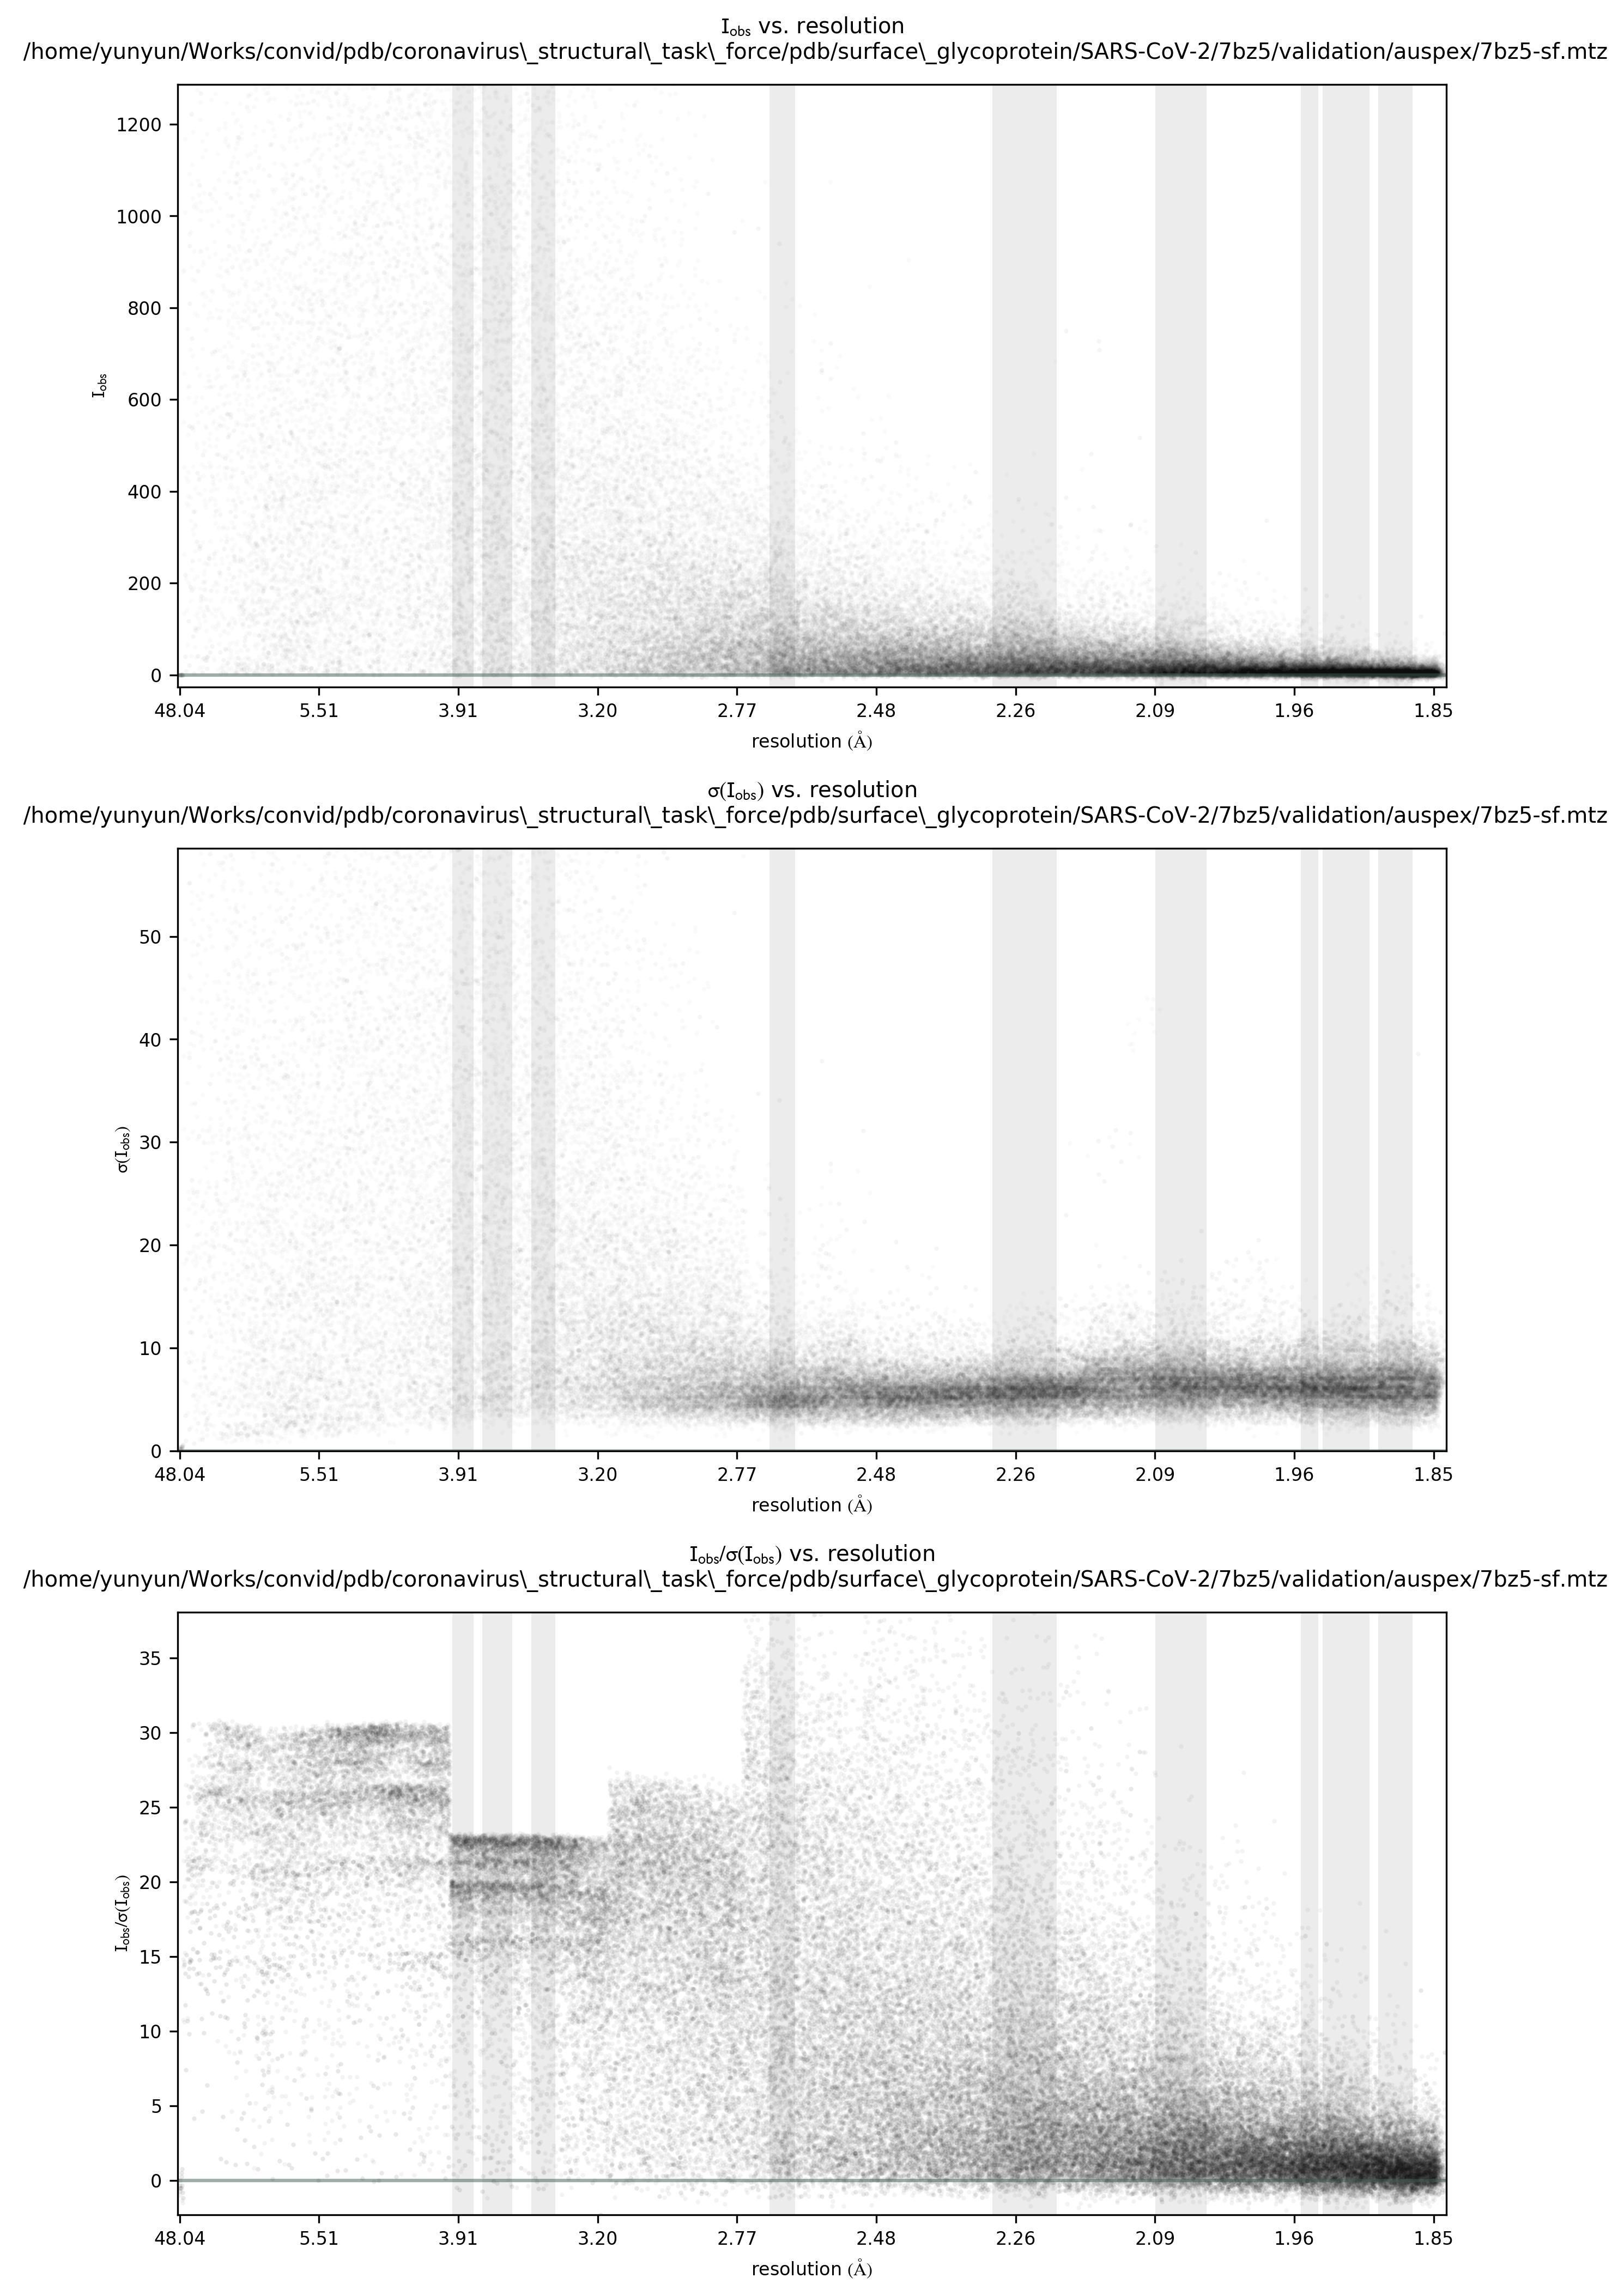 I_obs vs. resolution
/home/yunyun/Works/convid/pdb/coronavirus\_structural\_task\_force/pdb/surface\_glycoprotein/SARS-CoV-2/7bz5/validation/auspex/7bz5-sf.mtz
1200
1000
800
600
400
200
0
I_obs
48.04 5.51 3.91 3.20 2.77 2.48 2.26 2.09 1.96 1.85
resolution (Å)
σ(I_obs) vs. resolution
/home/yunyun/Works/convid/pdb/coronavirus\_structural\_task\_force/pdb/surface\_glycoprotein/SARS-CoV-2/7bz5/validation/auspex/7bz5-sf.mtz
50
40
30
20
10
0
σ(I_obs)
48.04 5.51 3.91 3.20 2.77 2.48 2.26 2.09 1.96 1.85
resolution (Å)
I_obs/σ(I_obs) vs. resolution
/home/yunyun/Works/convid/pdb/coronavirus\_structural\_task\_force/pdb/surface\_glycoprotein/SARS-CoV-2/7bz5/validation/auspex/7bz5-sf.mtz
35
30
25
20
15
10
5
0
I_obs/σ(I_obs)
48.04 5.51 3.91 3.20 2.77 2.48 2.26 2.09 1.96 1.85
resolution (Å)